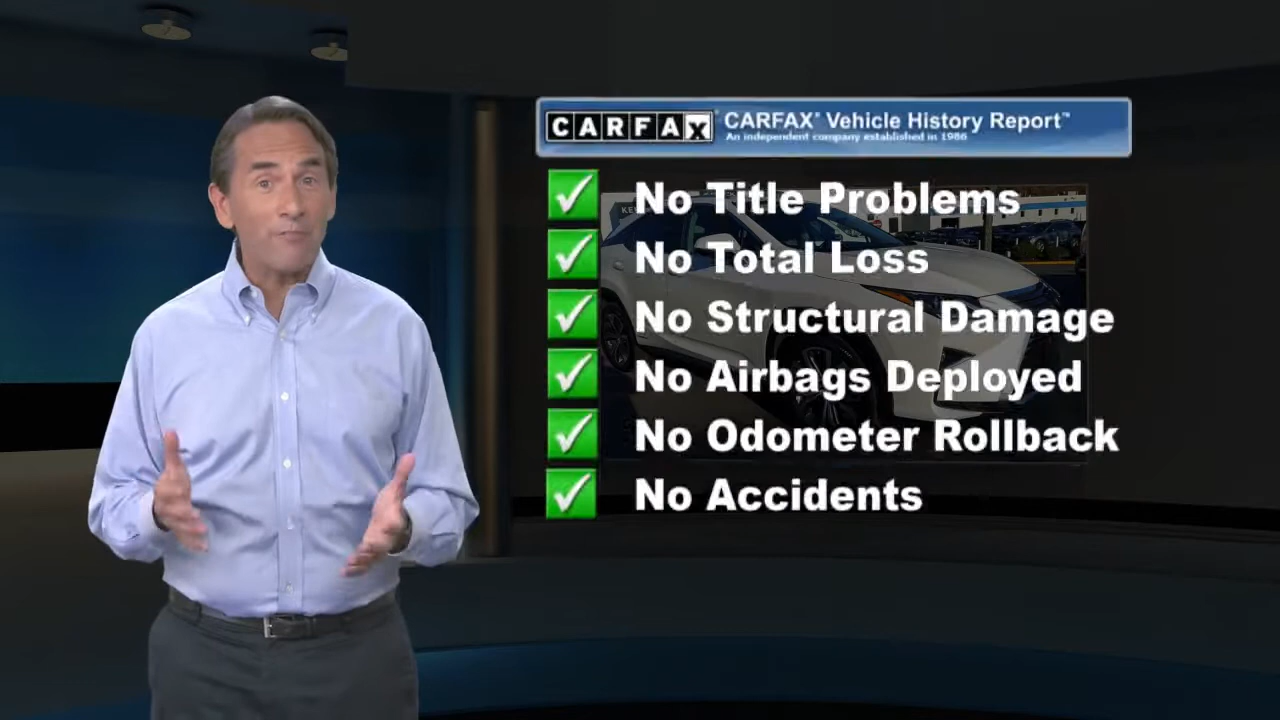 CARFAX CARFAX® Vehicle History Report™
An independent company established in 1986
No Title Problems
No Total Loss
No Structural Damage
No Airbags Deployed
No Odometer Rollback
No Accidents